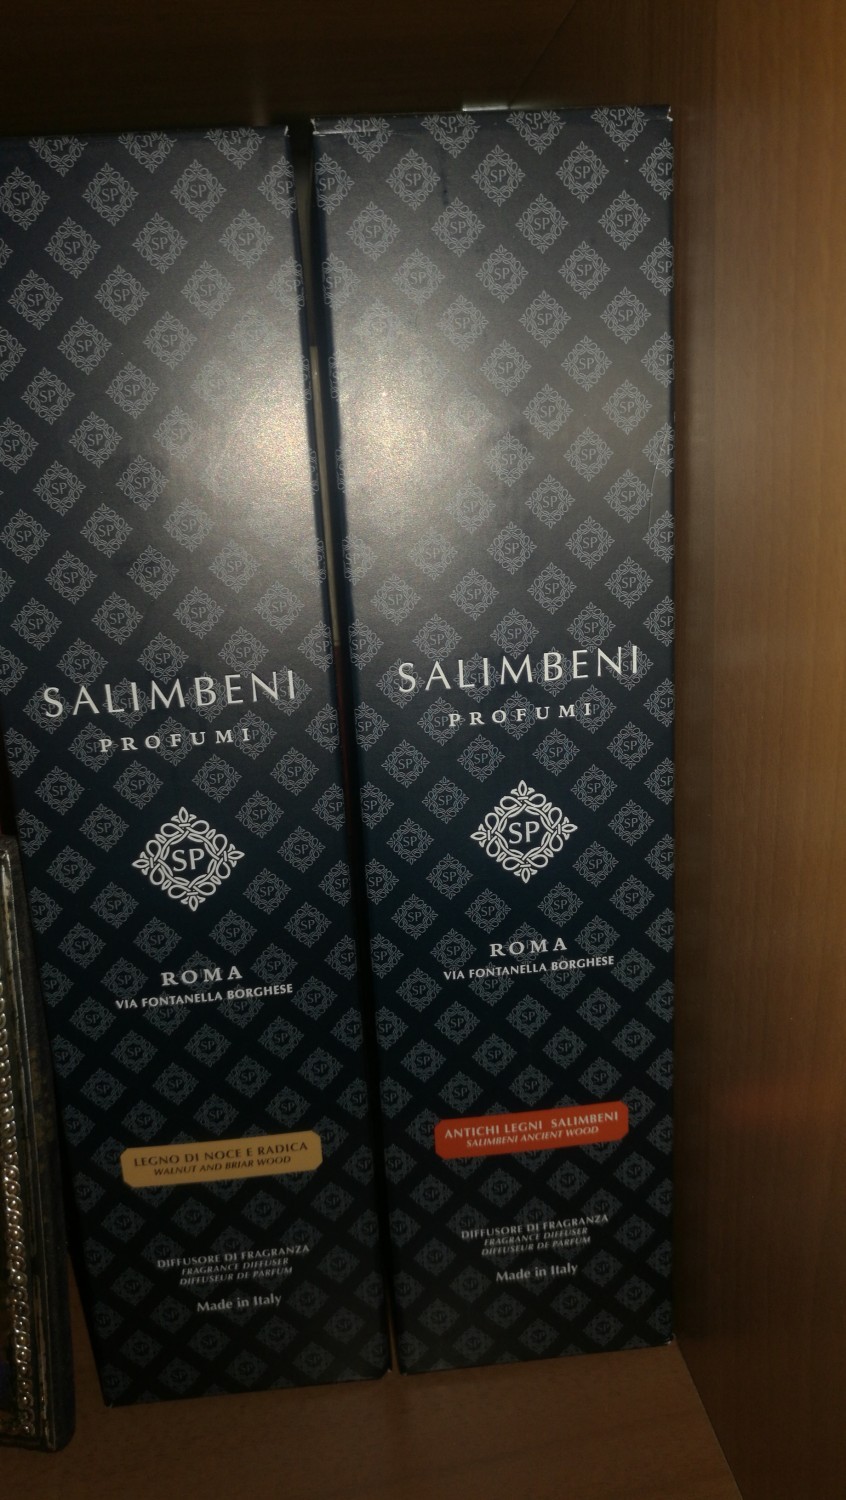 SALIMBENI
PROFUMI
SP
ROMA
VIA FONTANELLA BORGHESE
LEGNO DI NOCE E RADICA
WALNUT AND BRIAR WOOD
DIFFUSORE DI FRAGRANZA
FRAGRANCE DIFFUSER
DIFFUSEUR DE PARFUM
Made in Italy
SALIMBENI
PROFUMI
SP
ROMA
VIA FONTANELLA BORGHESE
ANTICHI LEGNI SALIMBENI
SALIMBENI ANCIENT WOOD
DIFFUSORE DI FRAGRANZA
FRAGRANCE DIFFUSER
DIFFUSEUR DE PARFUM
Made in Italy